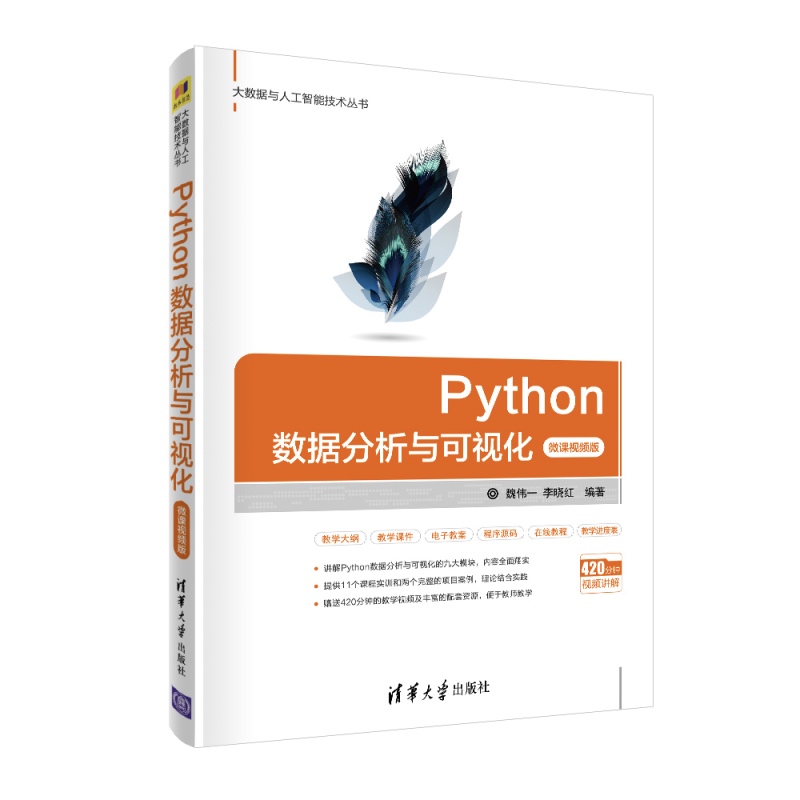 大数据与人工智能技术丛书
Python
数据分析与可视化
微课视频版
魏伟一 李晓红 编著
教学大纲 教学课件 电子教案 程序源码 在线教程 教学进度表
• 讲解Python数据分析与可视化的九大模块，内容全面翔实
• 提供11个课程实训和两个完整的项目案例，理论结合实践
• 赠送420分钟的教学视频及丰富的配套资源，便于教师教学
420分钟
视频讲解
清华大学出版社
大数据与人工
智能技术丛书
Python数据分析与可视化
微课视频版
清华大学出版社